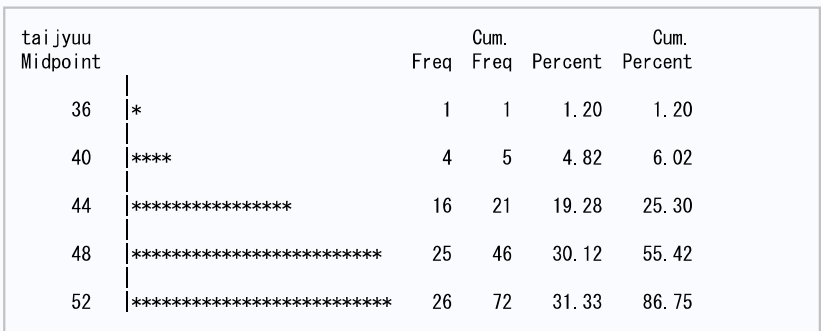 taijyuu Cum. Cum.
Midpoint Freq Freq Percent Percent
36 |* 1 1 1.20 1.20
40 |**** 4 5 4.82 6.02
44 |**************** 16 21 19.28 25.30
48 |************************* 25 46 30.12 55.42
52 |************************** 26 72 31.33 86.75